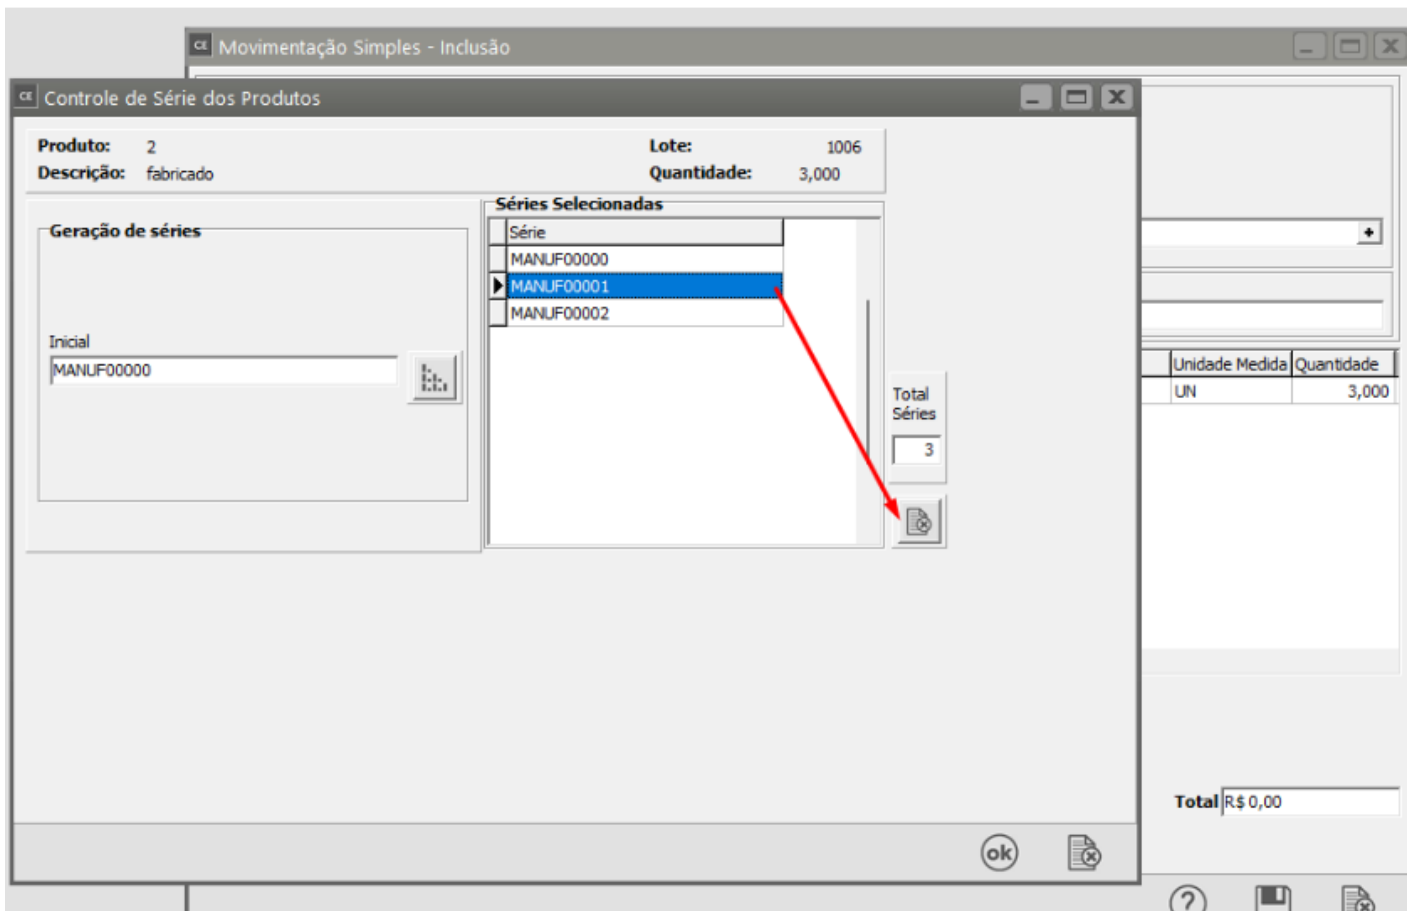 CE Movimentação Simples - Inclusão
CE Controle de Série dos Produtos
Produto: 2
Lote: 1006
Descrição: fabricado
Quantidade: 3,000
Geração de séries
Séries Selecionadas
Série
MANUF00000
MANUF00001
MANUF00002
Inicial
MANUF00000
Total
Séries
3
Unidade Medida Quantidade
UN 3,000
Total R$ 0,00
ok
?